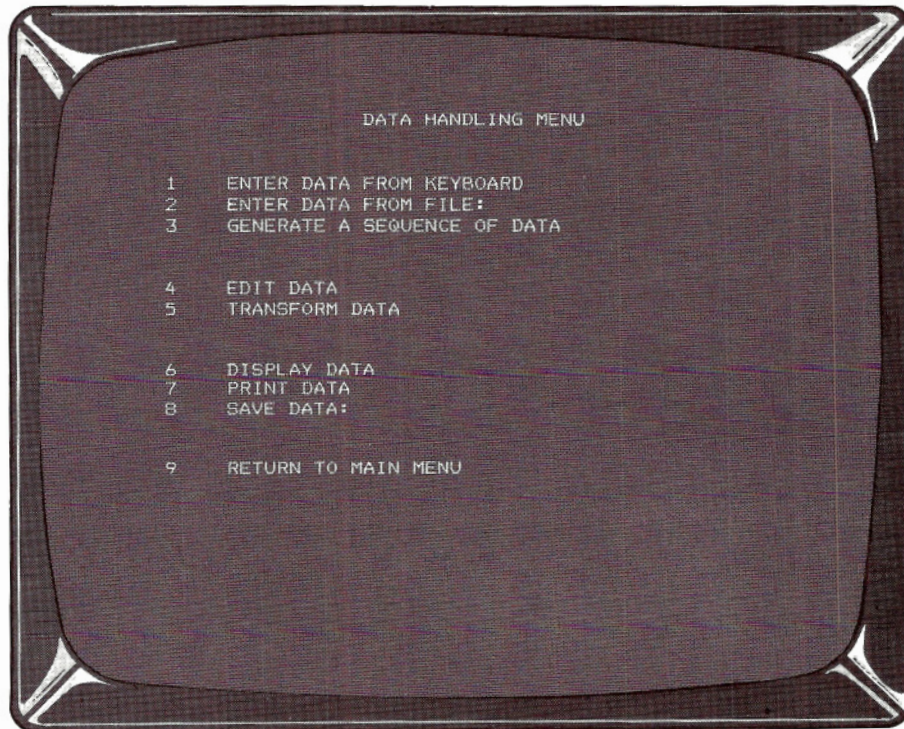 DATA HANDLING MENU
1 ENTER DATA FROM KEYBOARD
2 ENTER DATA FROM FILE:
3 GENERATE A SEQUENCE OF DATA
4 EDIT DATA
5 TRANSFORM DATA
6 DISPLAY DATA
7 PRINT DATA
8 SAVE DATA:
9 RETURN TO MAIN MENU